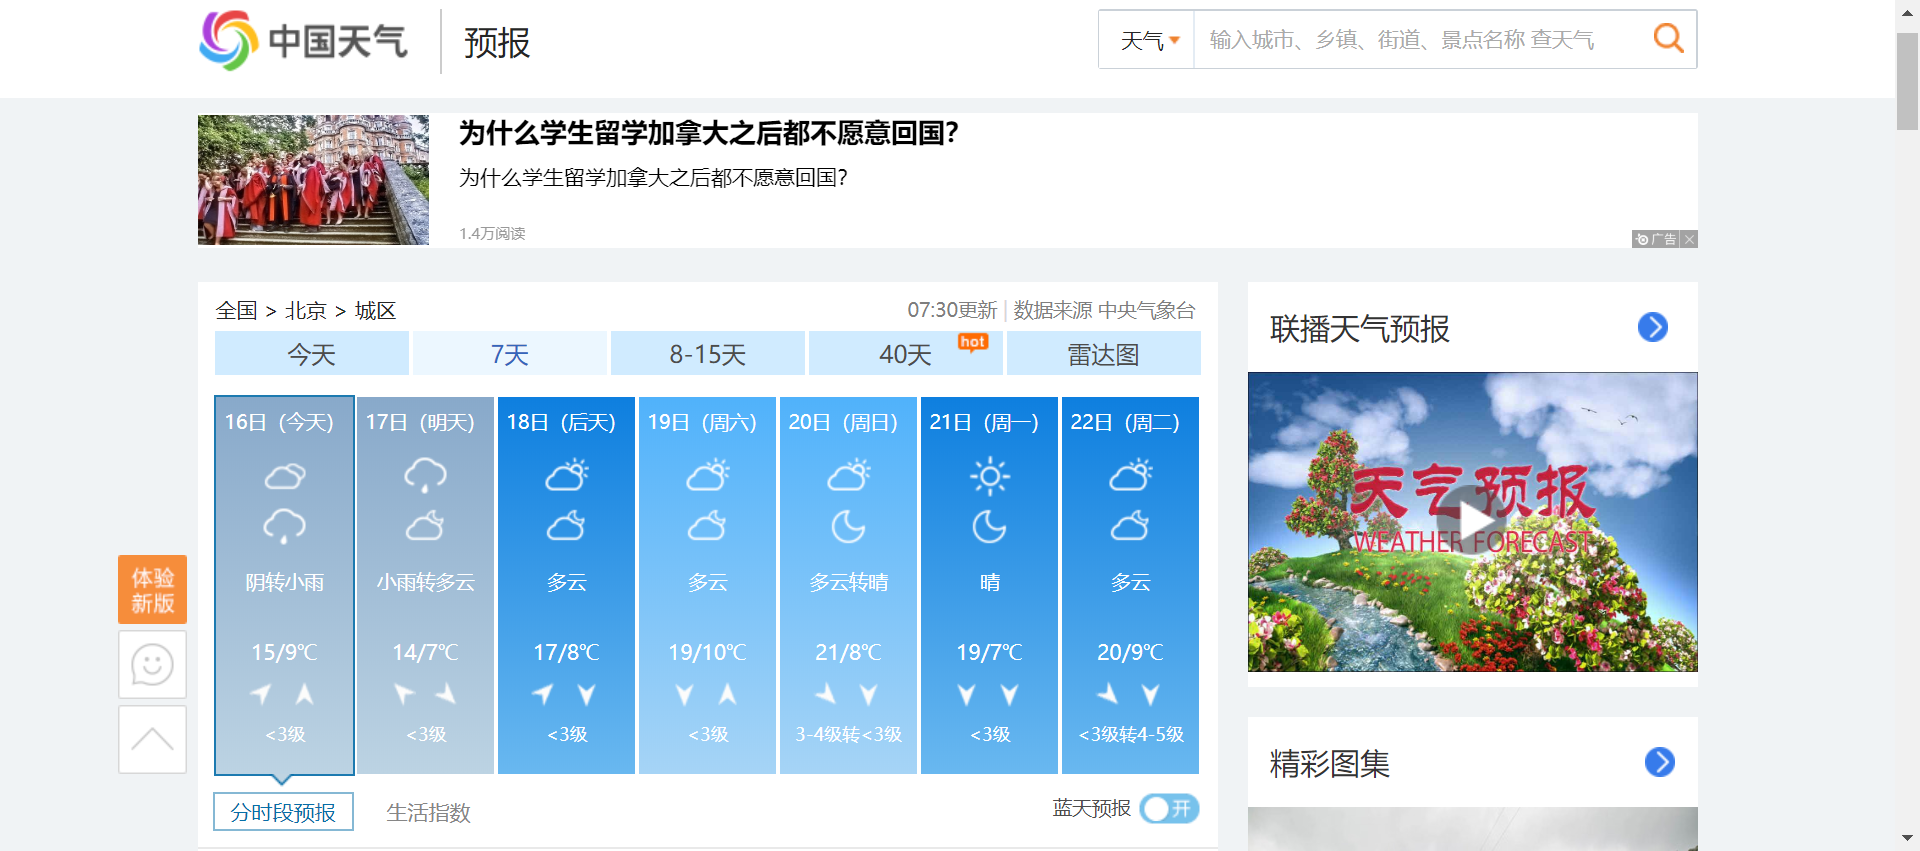 中国天气
预报
天气
输入城市、乡镇、街道、景点名称 查天气
为什么学生留学加拿大之后都不愿意回国？
为什么学生留学加拿大之后都不愿意回国？
1.4万阅读
广告
全国 > 北京 > 城区
07:30更新 | 数据来源 中央气象台
今天
7天
8-15天
40天
hot
雷达图
16日（今天）
阴转小雨
15/9℃
<3级
17日（明天）
小雨转多云
14/7℃
<3级
18日（后天）
多云
17/8℃
<3级
19日（周六）
多云
19/10℃
<3级
20日（周日）
多云转晴
21/8℃
3-4级转<3级
21日（周一）
晴
19/7℃
<3级
22日（周二）
多云
20/9℃
<3级转4-5级
分时段预报
生活指数
蓝天预报
开
体验
新版
联播天气预报
天气预报
WEATHER FORECAST
精彩图集